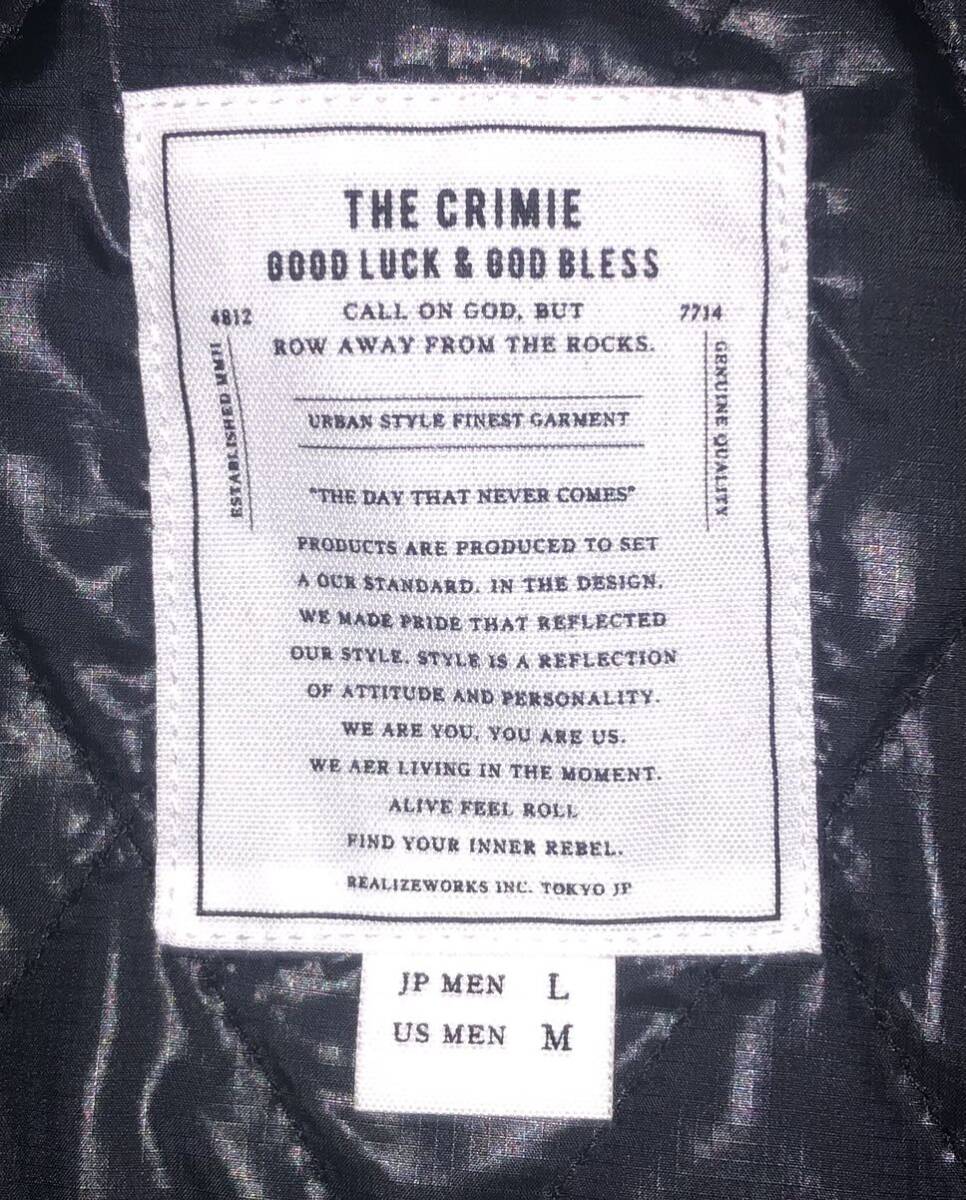 THE CRIMIE
GOOD LUCK & GOD BLESS
4812
CALL ON GOD, BUT
7714
ROW AWAY FROM THE ROCKS.
ESTABLISHED MMII
GENUINE QUALITY
URBAN STYLE FINEST GARMENT
"THE DAY THAT NEVER COMES"
PRODUCTS ARE PRODUCED TO SET
A OUR STANDARD. IN THE DESIGN.
WE MADE PRIDE THAT REFLECTED
OUR STYLE. STYLE IS A REFLECTION
OF ATTITUDE AND PERSONALITY.
WE ARE YOU, YOU ARE US.
WE AER LIVING IN THE MOMENT.
ALIVE FEEL ROLL
FIND YOUR INNER REBEL.
REALIZEWORKS INC. TOKYO JP
JP MEN L
US MEN M